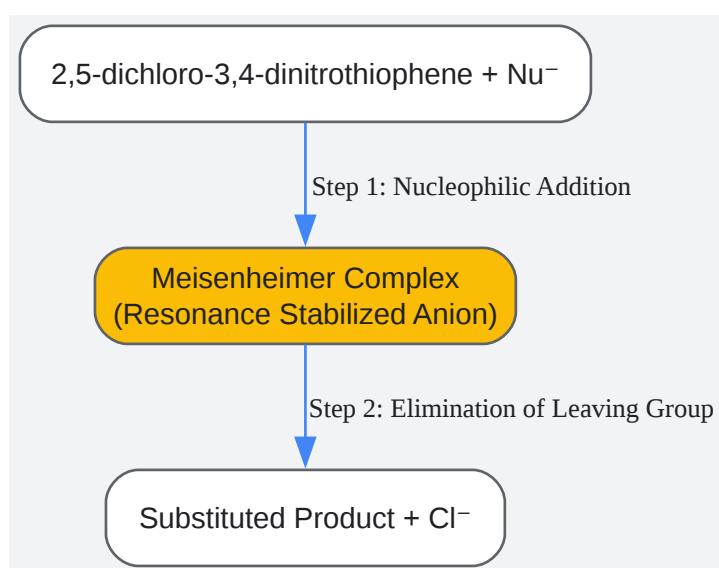 2,5-dichloro-3,4-dinitrothiophene + Nu⁻
Step 1: Nucleophilic Addition
Meisenheimer Complex
(Resonance Stabilized Anion)
Step 2: Elimination of Leaving Group
Substituted Product + Cl⁻